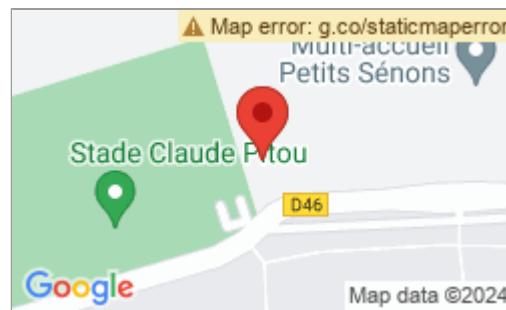 Map error: g.co/staticmaperror
Multi-accueil
Petits Sénons
Stade Claude Pitou
D46
Google
Map data ©2024